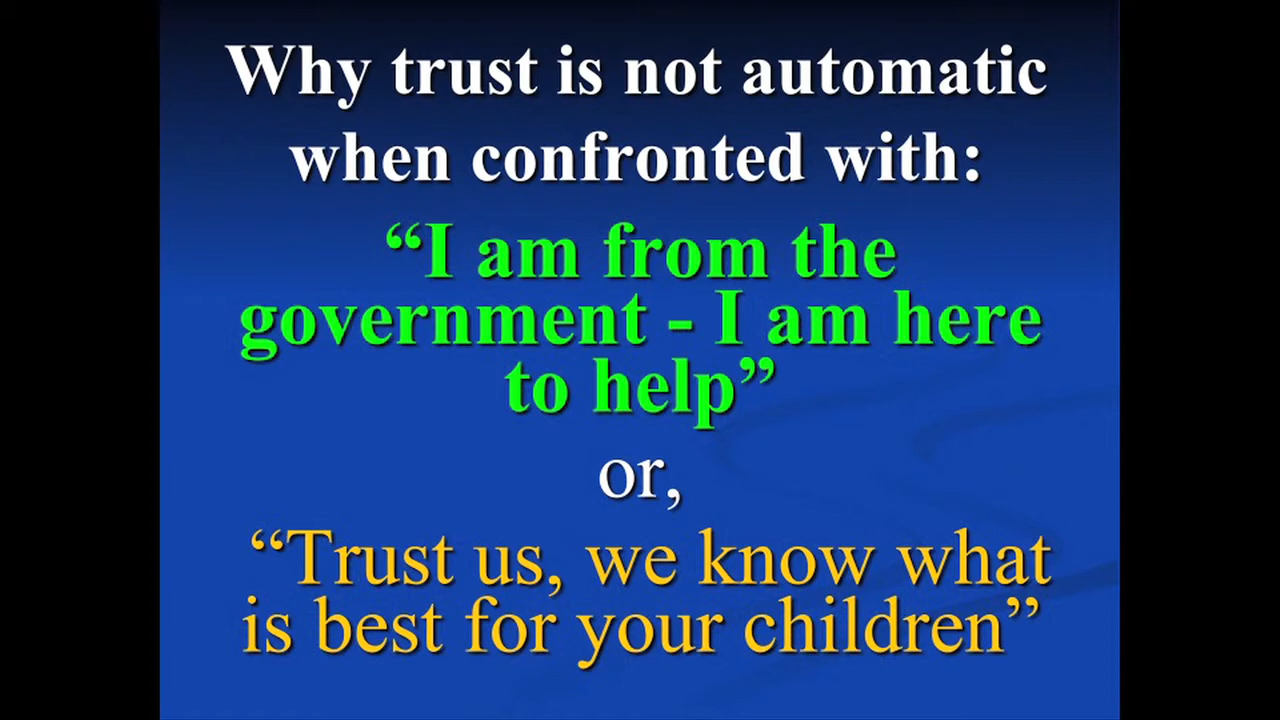 Why trust is not automatic
when confronted with:
“I am from the
government - I am here
to help”
or,
“Trust us, we know what
is best for your children”